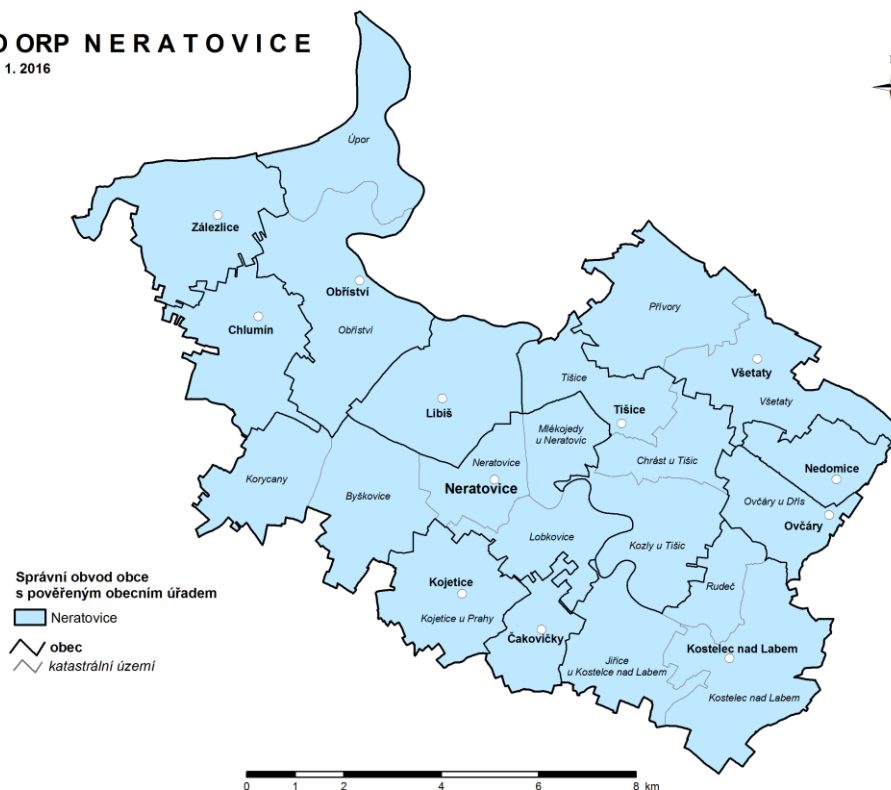 O ORP N E R A T O V I C E
1. 2016
Úpor
Zálezlice
Obříství
Obříství
Chlumín
Přívory
Všetaty
Všetaty
Tišice
Tišice
Libiš
Mlékojedy
u Neratovic
Chrást u Tišic
Nedomice
Neratovice
Neratovice
Korycany
Byškovice
Ovčáry u Dřís
Ovčáry
Lobkovice
Kozly u Tišic
Rudeč
Kojetice
Kojetice u Prahy
Čakovičky
Jiřice
u Kostelce nad Labem
Kostelec nad Labem
Kostelec nad Labem
Správní obvod obce
s pověřeným obecním úřadem
Neratovice
obec
katastrální území
0 1 2 4 6 8 km